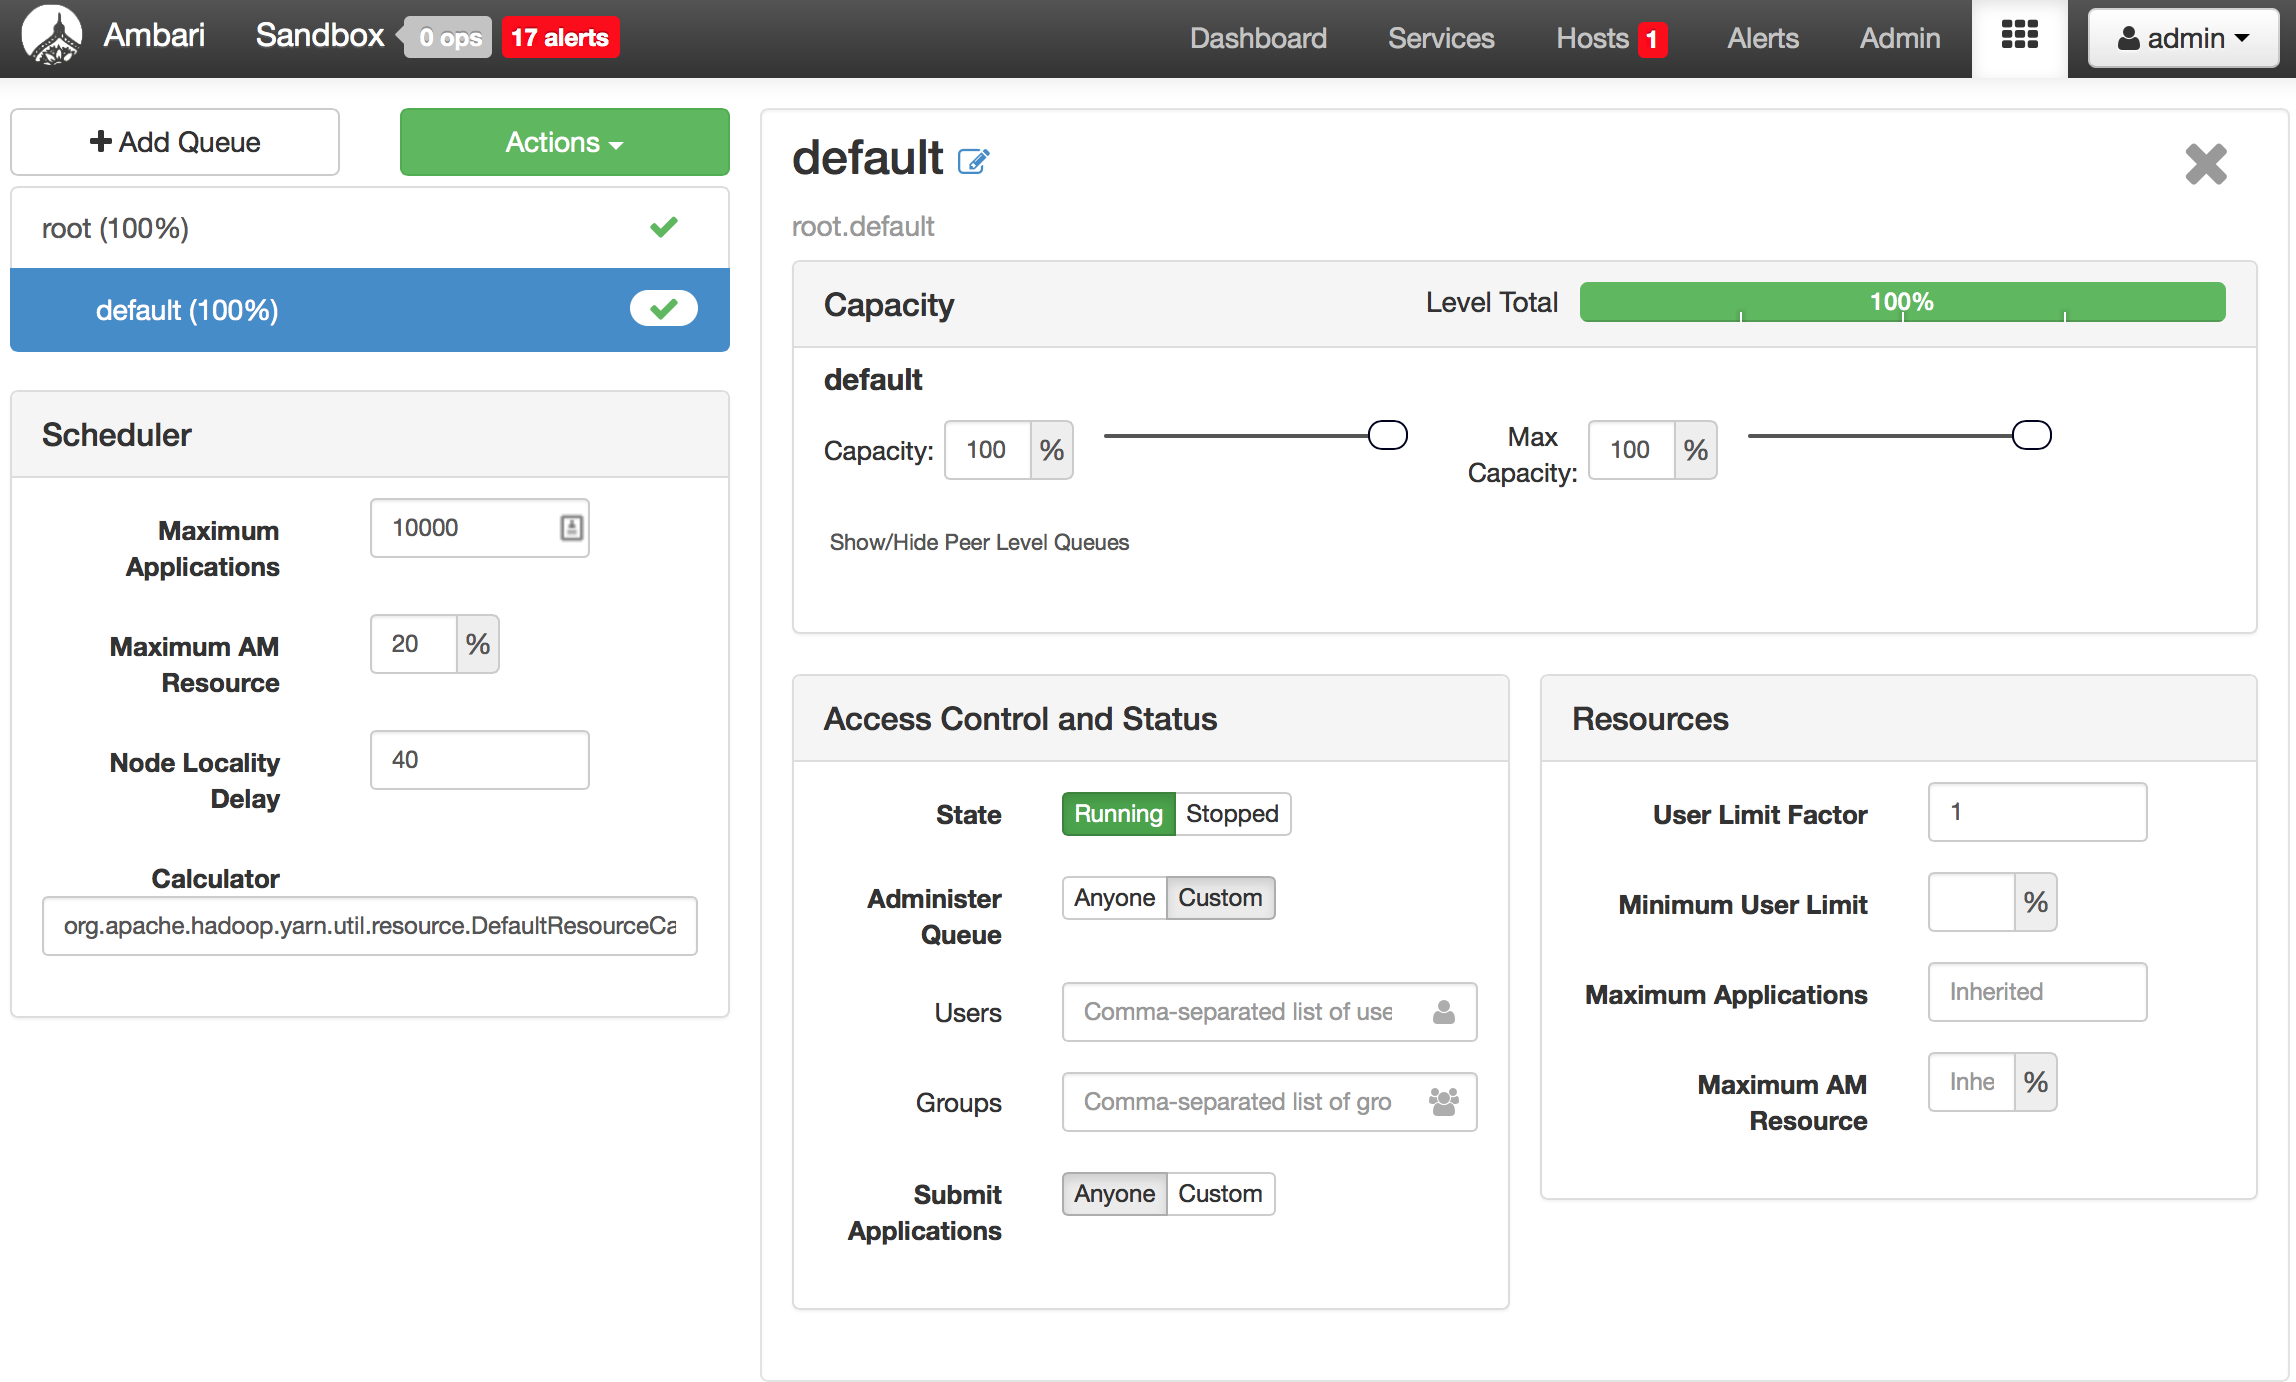 Ambari Sandbox 0 ops 17 alerts Dashboard Services Hosts 1 Alerts Admin admin
Add Queue Actions
root (100%)
default (100%)
Scheduler
Maximum Applications 10000
Maximum AM Resource 20 %
Node Locality Delay 40
Calculator
org.apache.hadoop.yarn.util.resource.DefaultResourceCa
default
root.default
Capacity Level Total 100%
default
Capacity: 100 % Max Capacity: 100 %
Show/Hide Peer Level Queues
Access Control and Status
State Running Stopped
Administer Queue Anyone Custom
Users Comma-separated list of use
Groups Comma-separated list of gro
Submit Applications Anyone Custom
Resources
User Limit Factor 1
Minimum User Limit %
Maximum Applications Inherited
Maximum AM Resource Inhe %